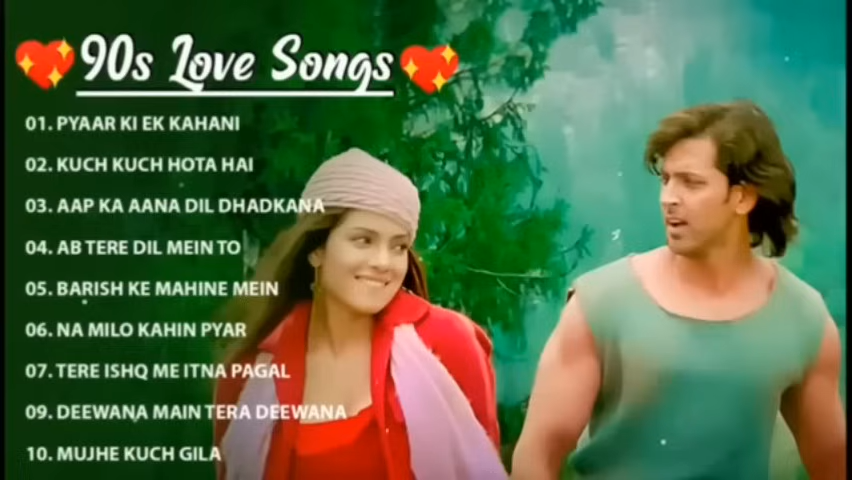 90s Love Songs
01. PYAAR KI EK KAHANI
02. KUCH KUCH HOTA HAI
03. AAP KA AANA DIL DHADKANA
04. AB TERE DIL MEIN TO
05. BARISH KE MAHINE MEIN
06. NA MILO KAHIN PYAR
07. TERE ISHQ ME ITNA PAGAL
09. DEEWANA MAIN TERA DEEWANA
10. MUJHE KUCH GILA